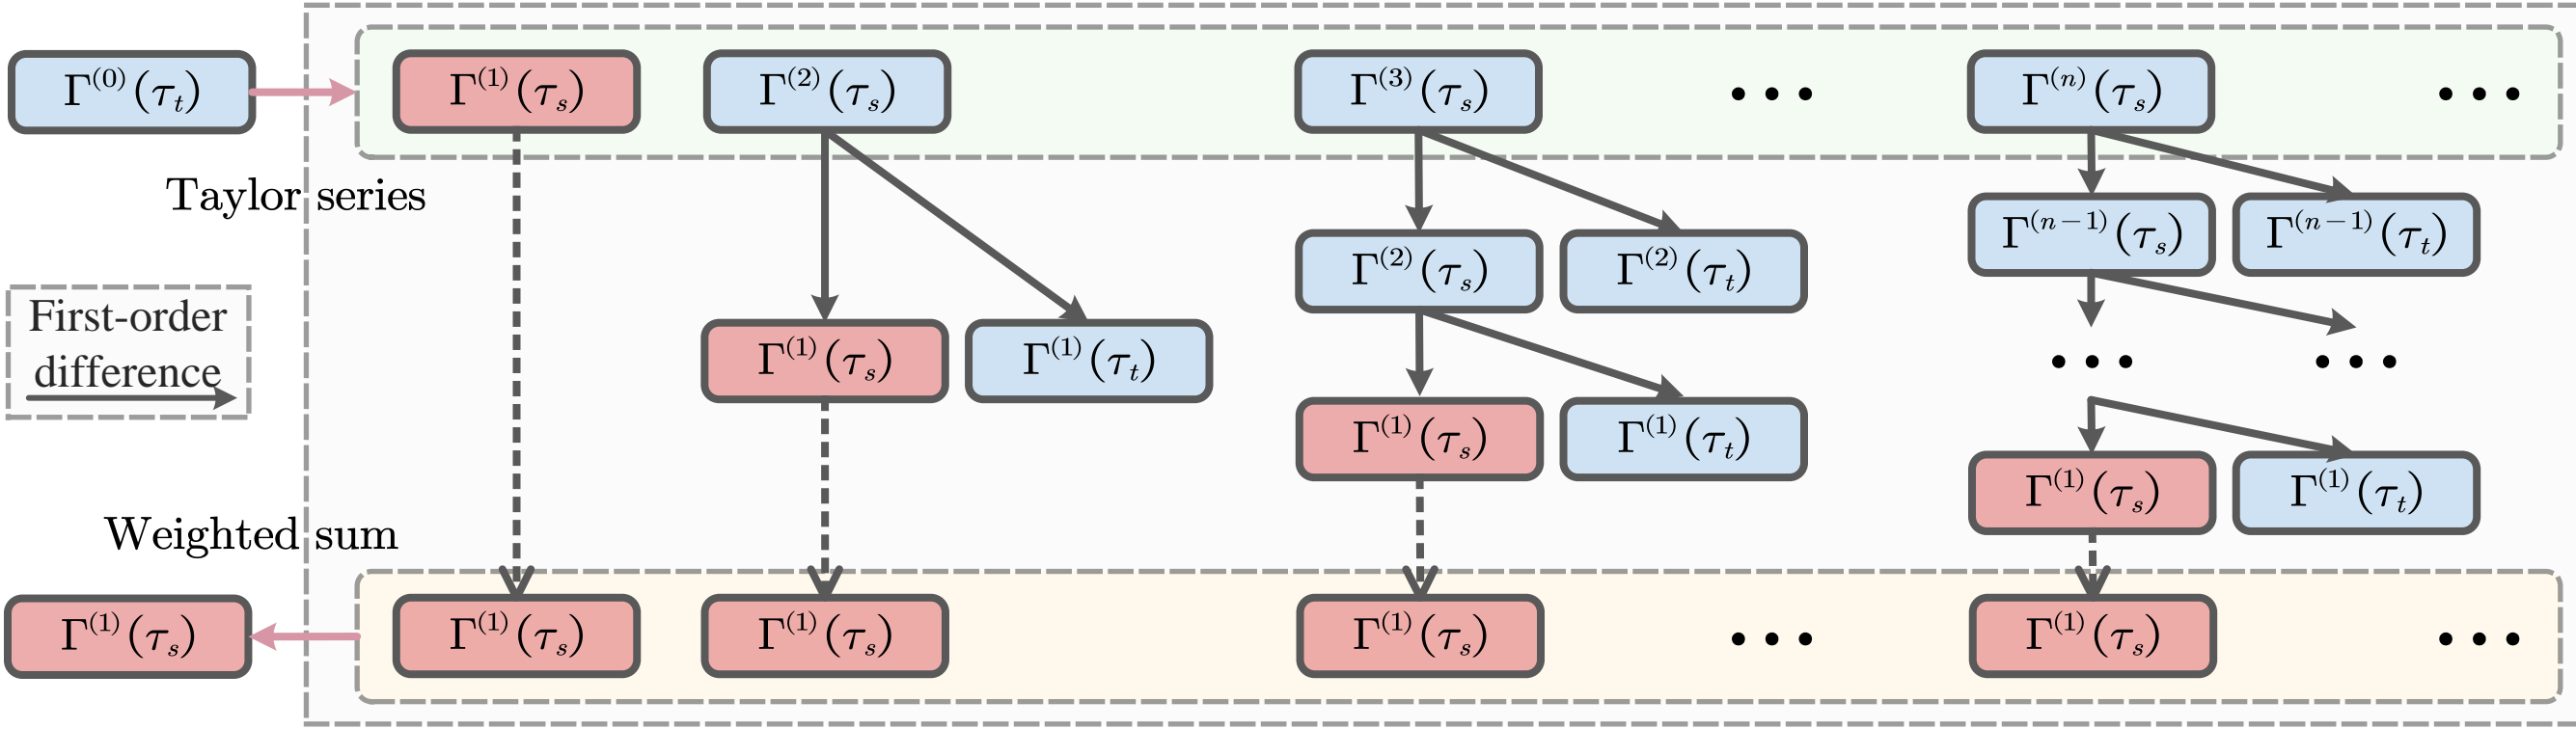 Γ^{(0)}(τ_t) Γ^{(1)}(τ_s) Γ^{(2)}(τ_s) Γ^{(3)}(τ_s) ••• Γ^{(n)}(τ_s) •••
Taylor series
Γ^{(n−1)}(τ_s) Γ^{(n−1)}(τ_t)
Γ^{(2)}(τ_s) Γ^{(2)}(τ_t)
First-order
difference
Γ^{(1)}(τ_s) Γ^{(1)}(τ_t) ••• •••
Γ^{(1)}(τ_s) Γ^{(1)}(τ_t)
Γ^{(1)}(τ_s) Γ^{(1)}(τ_t)
Weighted sum
Γ^{(1)}(τ_s) Γ^{(1)}(τ_s) Γ^{(1)}(τ_s) Γ^{(1)}(τ_s) ••• Γ^{(1)}(τ_s) •••